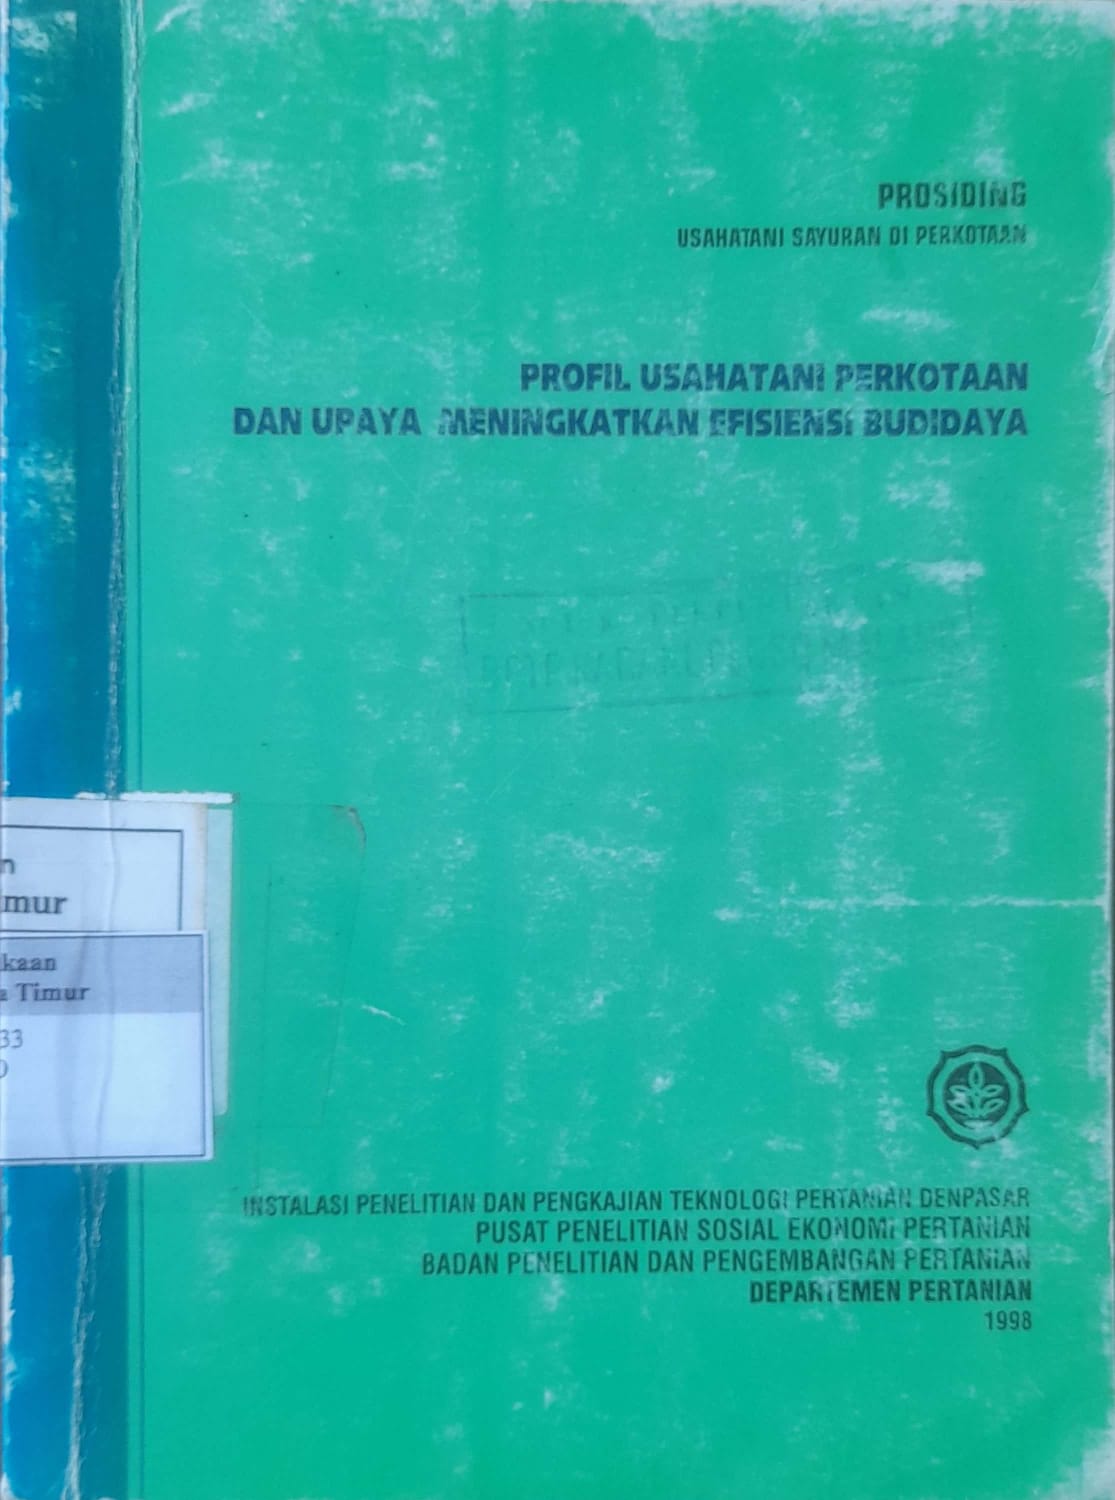 PROSIDING
USAHATANI SAYURAN DI PERKOTAAN
PROFIL USAHATANI PERKOTAAN
DAN UPAYA MENINGKATKAN EFISIENSI BUDIDAYA
n
mur
kaan
a Timur
33
INSTALASI PENELITIAN DAN PENGKAJIAN TEKNOLOGI PERTANIAN DENPASAR
PUSAT PENELITIAN SOSIAL EKONOMI PERTANIAN
BADAN PENELITIAN DAN PENGEMBANGAN PERTANIAN
DEPARTEMEN PERTANIAN
1998